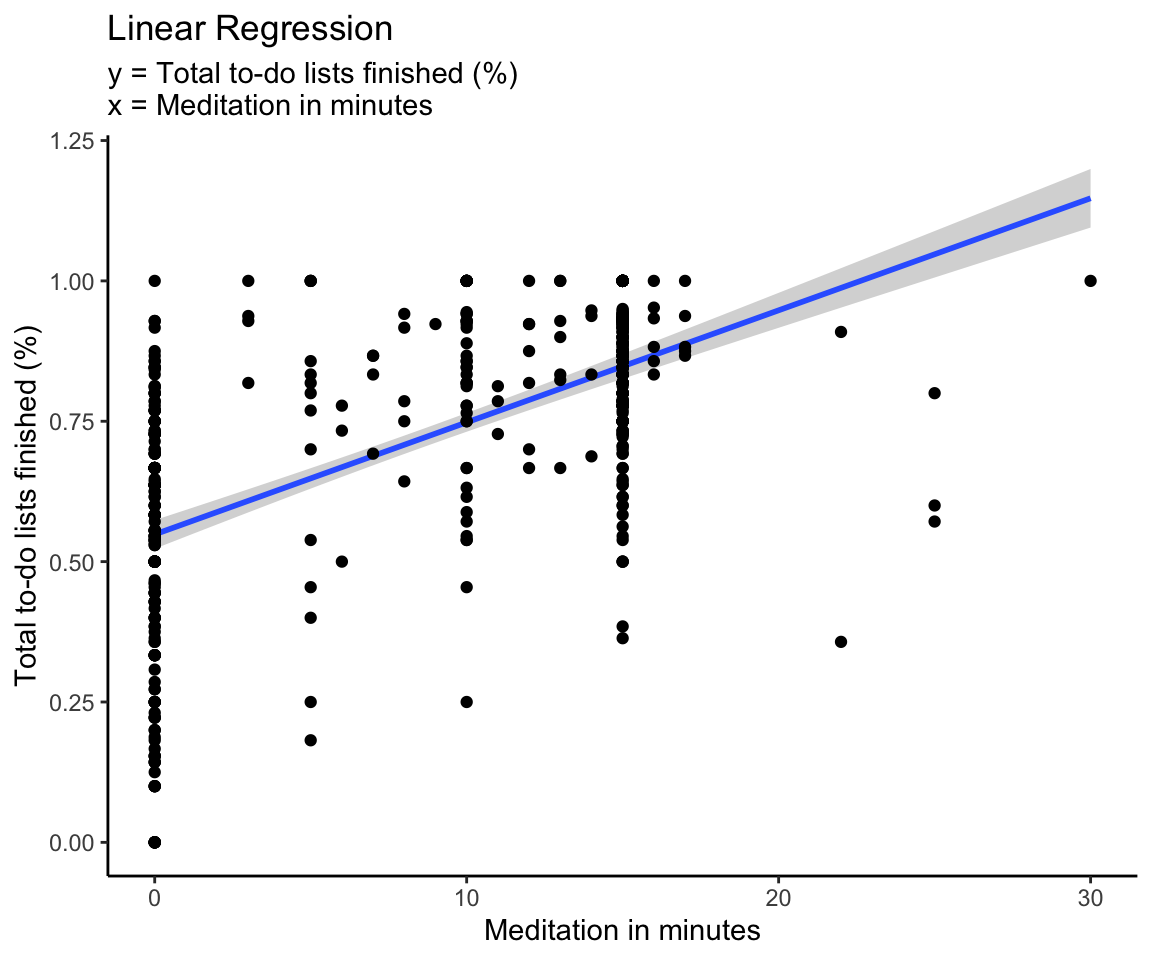 Linear Regression
y = Total to-do lists finished (%)
x = Meditation in minutes
Total to-do lists finished (%)
1.25
1.00
0.75
0.50
0.25
0.00
0 10 20 30
Meditation in minutes